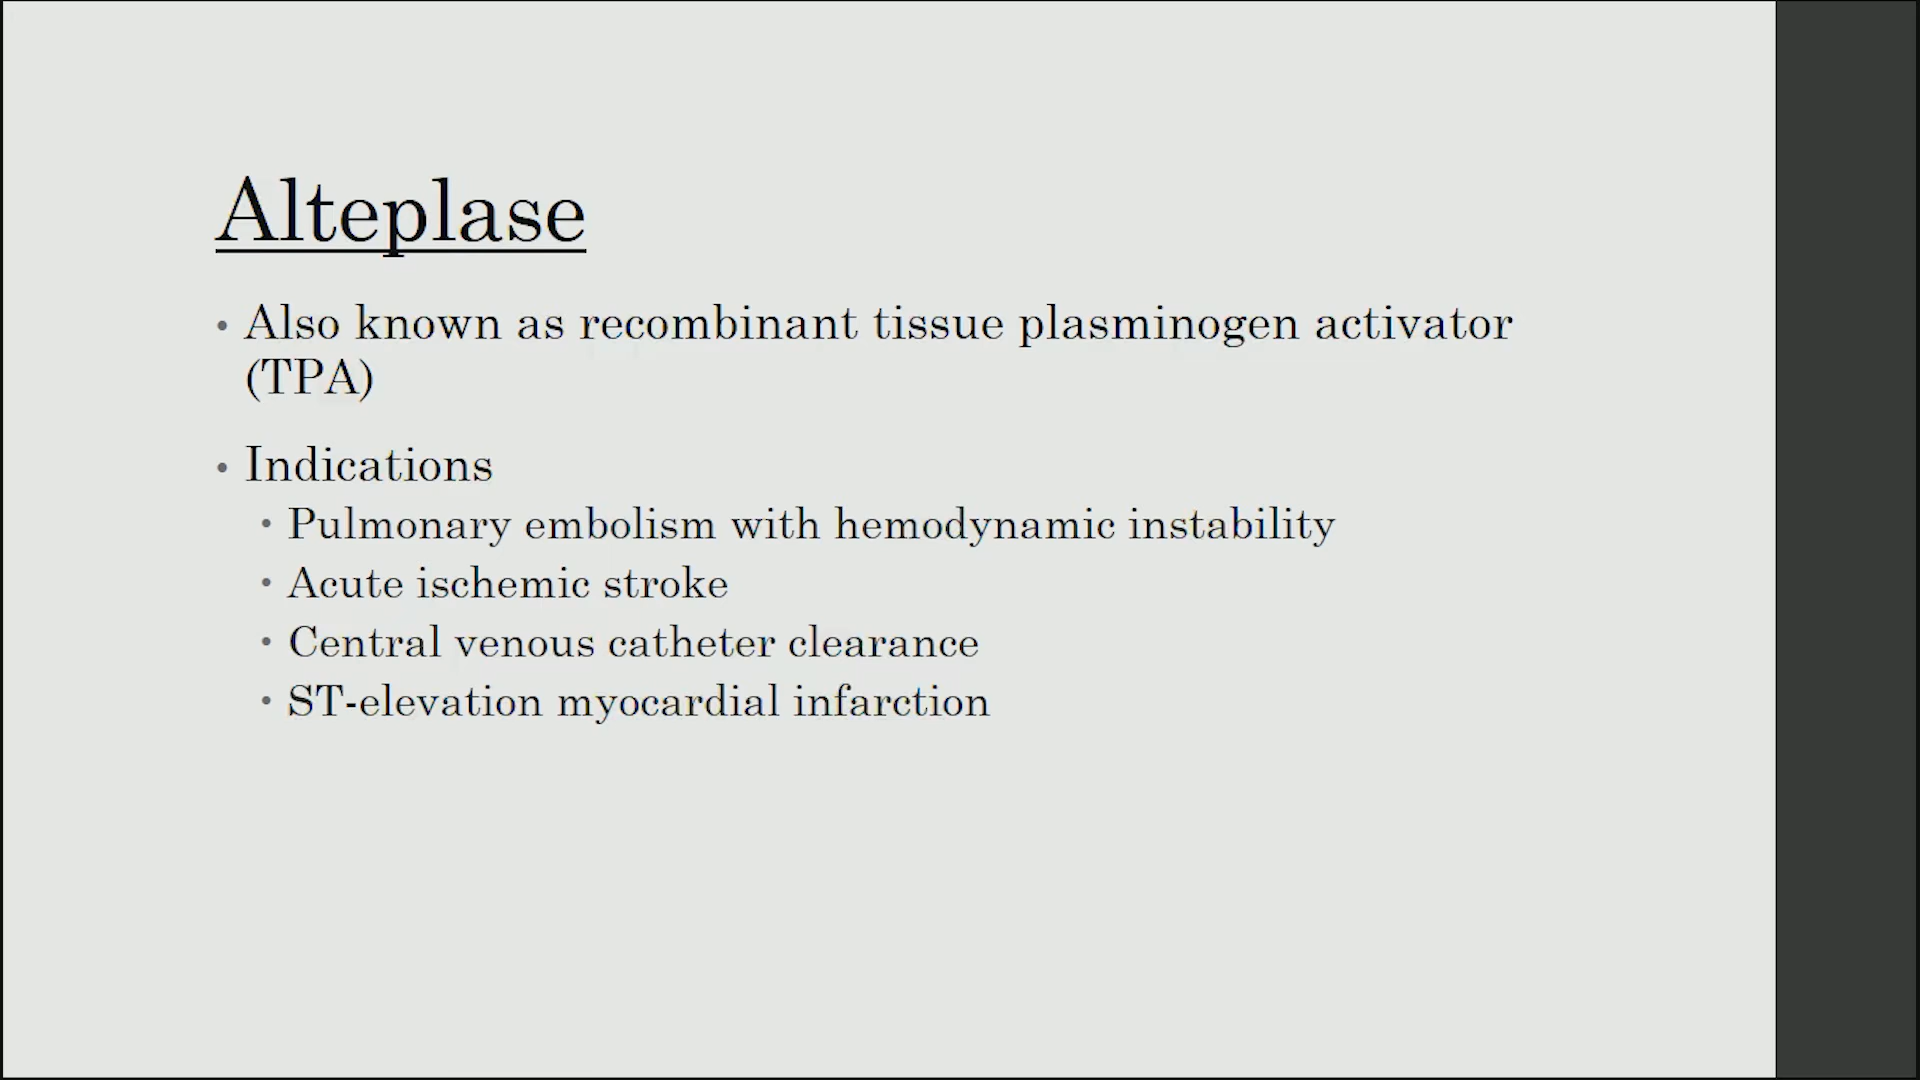 Alteplase
• Also known as recombinant tissue plasminogen activator
(TPA)
• Indications
• Pulmonary embolism with hemodynamic instability
• Acute ischemic stroke
• Central venous catheter clearance
• ST-elevation myocardial infarction